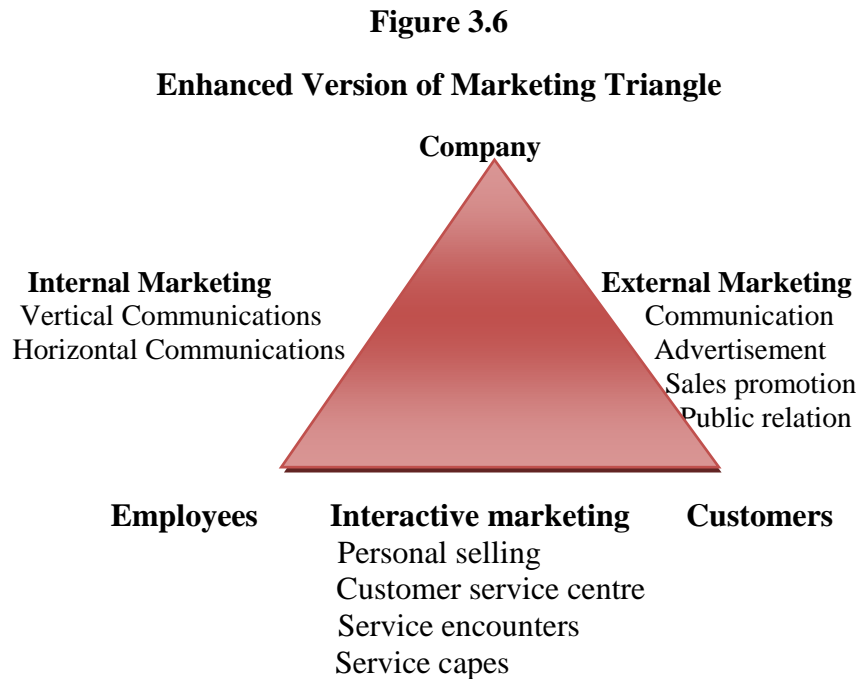 Figure 3.6
Enhanced Version of Marketing Triangle
Company
Internal Marketing
Vertical Communications
Horizontal Communications
External Marketing
Communication
Advertisement
Sales promotion
Public relation
Employees
Interactive marketing
Personal selling
Customer service centre
Service encounters
Service capes
Customers